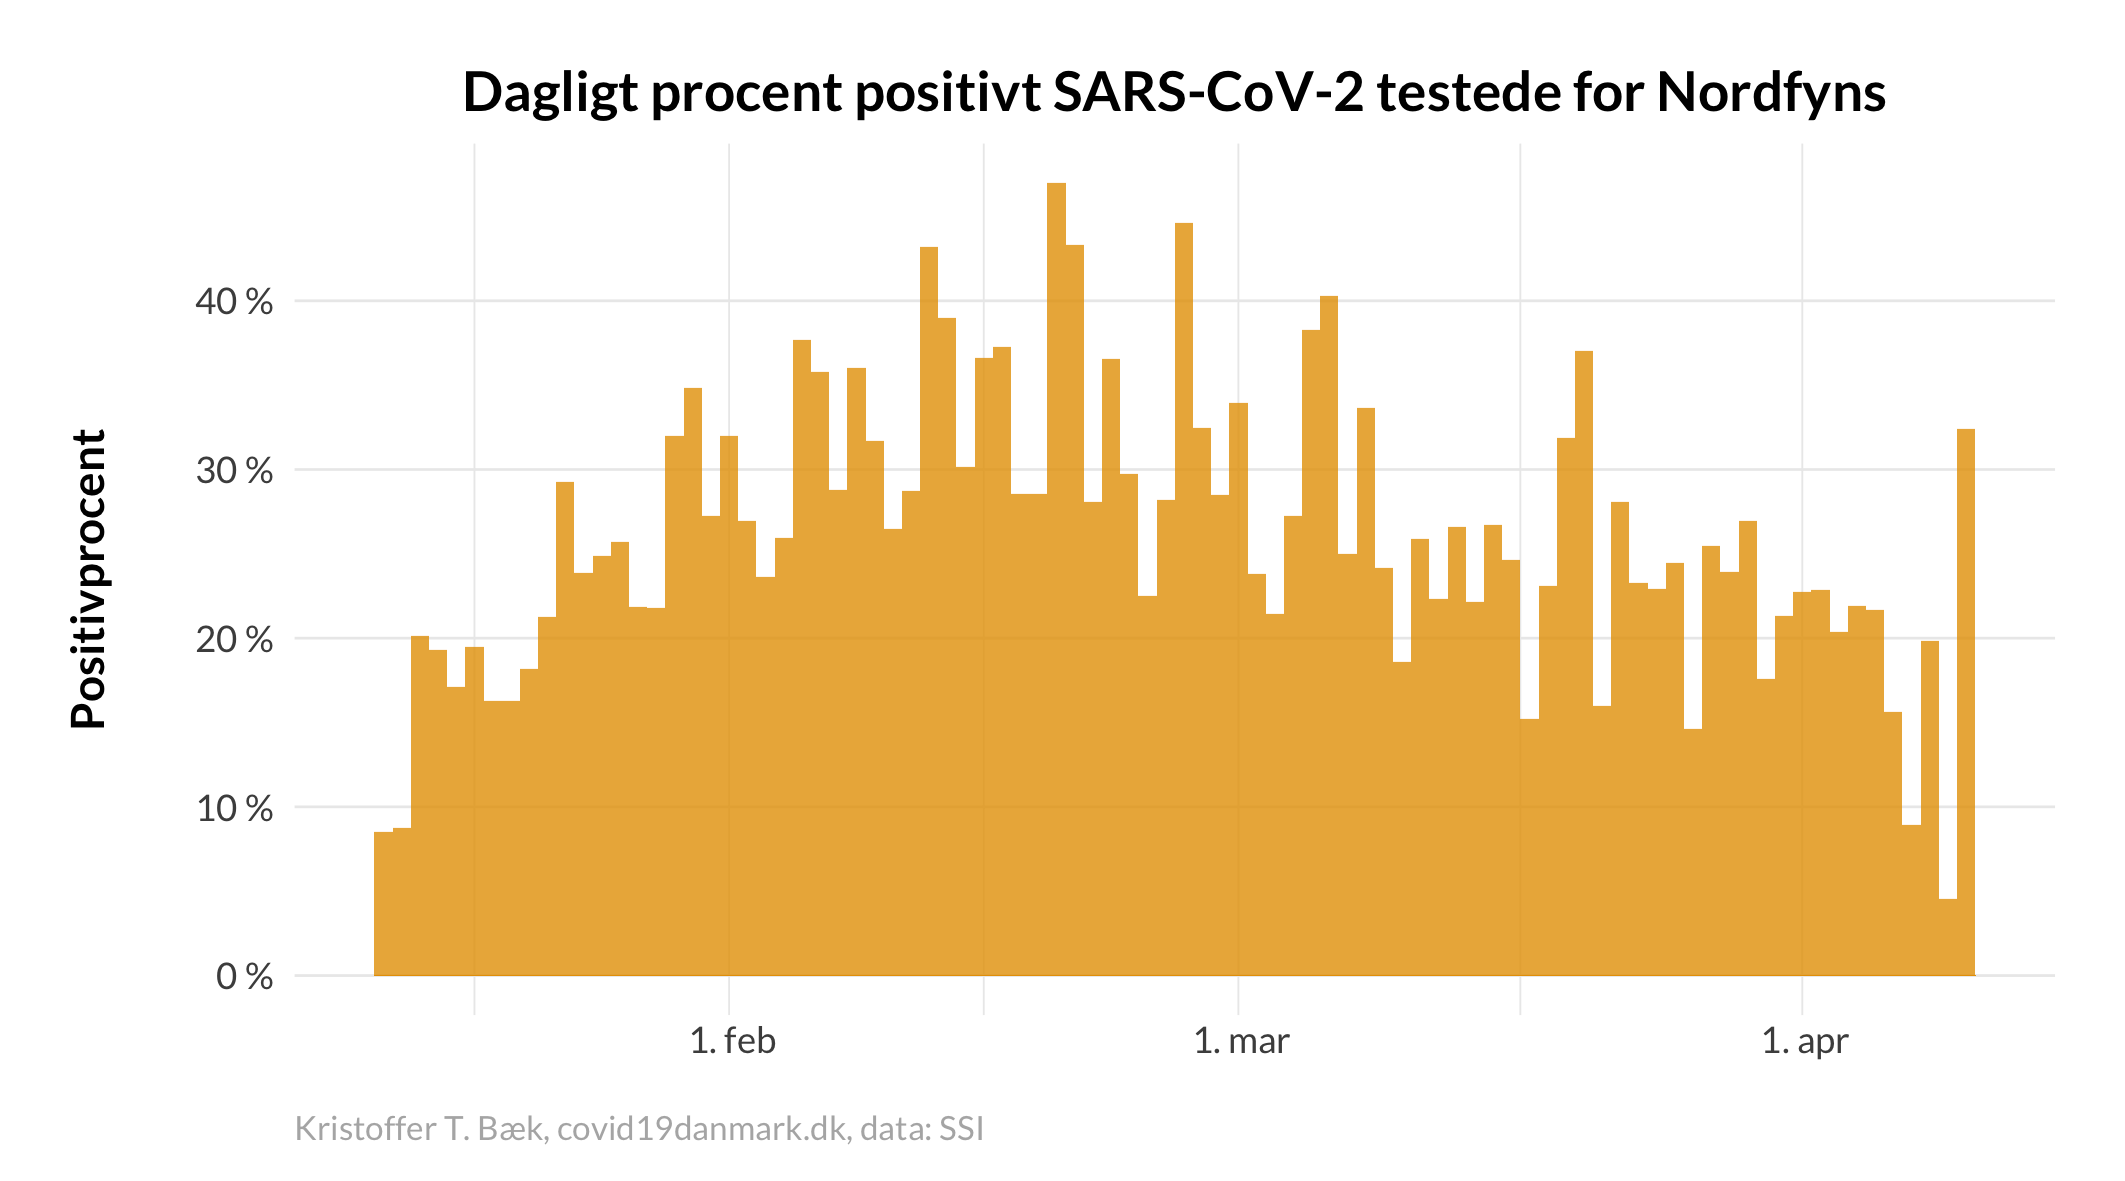 Dagligt procent positivt SARS-CoV-2 testede for Nordfyns
Positivprocent
40 %
30 %
20 %
10 %
0 %
1. feb
1. mar
1. apr
Kristoffer T. Bæk, covid19danmark.dk, data: SSI